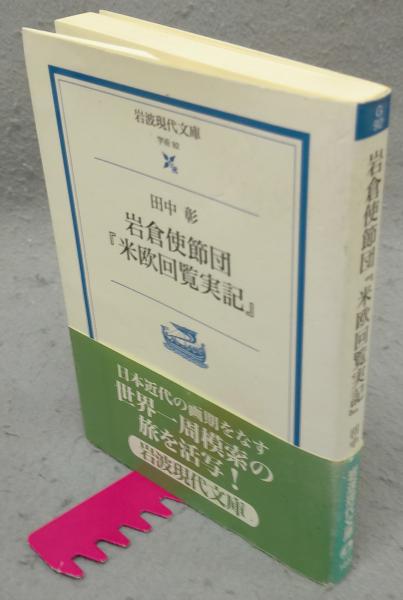 岩波現代文庫
学術 92
田中 彰
岩倉使節団
『米欧回覧実記』
日本近代の画期をなす
世界一周模索の
旅を活写！
岩波現代文庫
G
92
岩倉使節団『米欧回覧実記』
田中